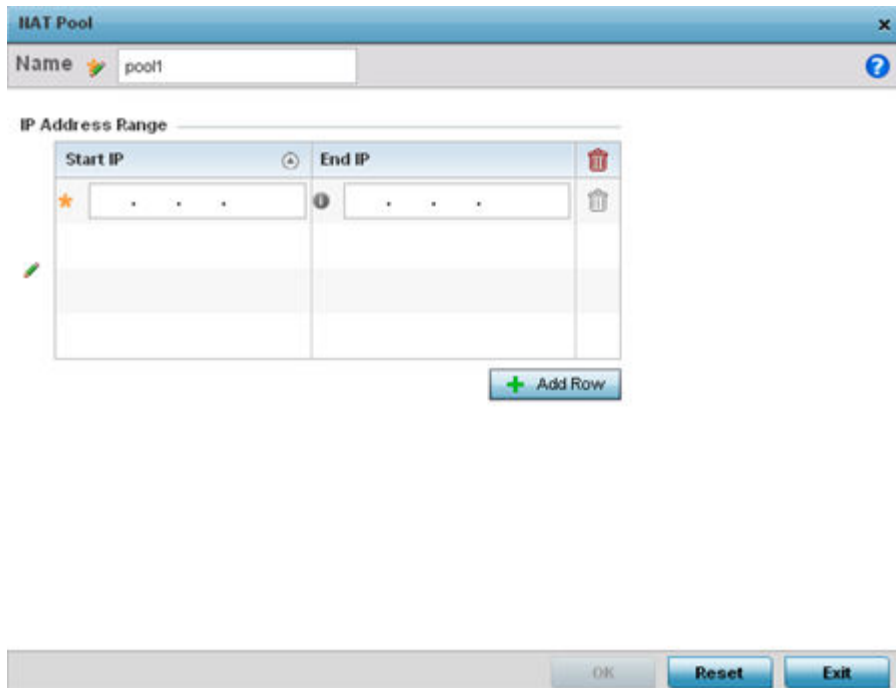 NAT Pool
Name pool1
IP Address Range
Start IP End IP
. . . . . .
Add Row
OK Reset Exit